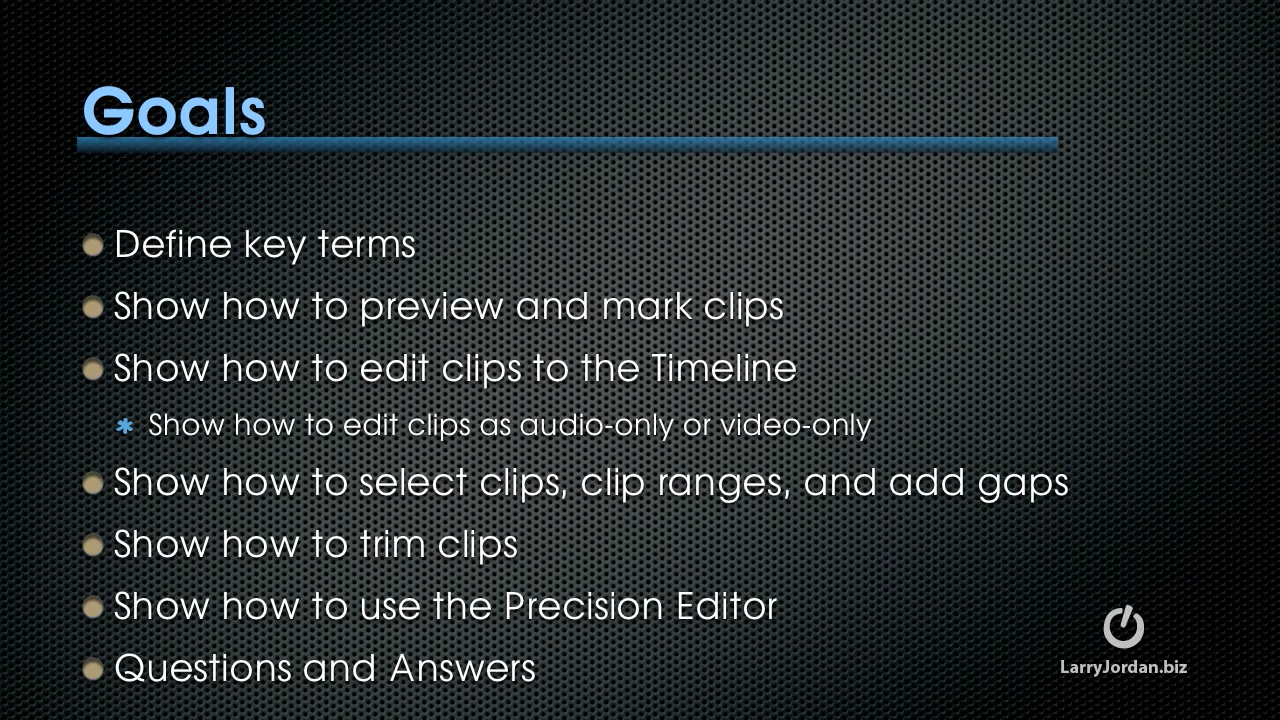 Goals
Define key terms
Show how to preview and mark clips
Show how to edit clips to the Timeline
Show how to edit clips as audio-only or video-only
Show how to select clips, clip ranges, and add gaps
Show how to trim clips
Show how to use the Precision Editor
Questions and Answers
LarryJordan.biz